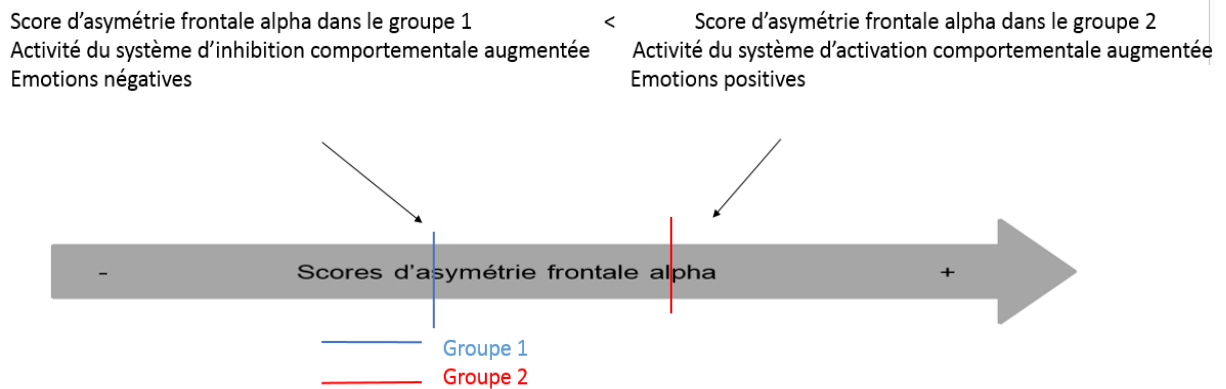 Score d’asymétrie frontale alpha dans le groupe 1 < Score d’asymétrie frontale alpha dans le groupe 2
Activité du système d’inhibition comportementale augmentée Activité du système d’activation comportementale augmentée
Emotions négatives Emotions positives
- Scores d’asymétrie frontale alpha +
Groupe 1
Groupe 2